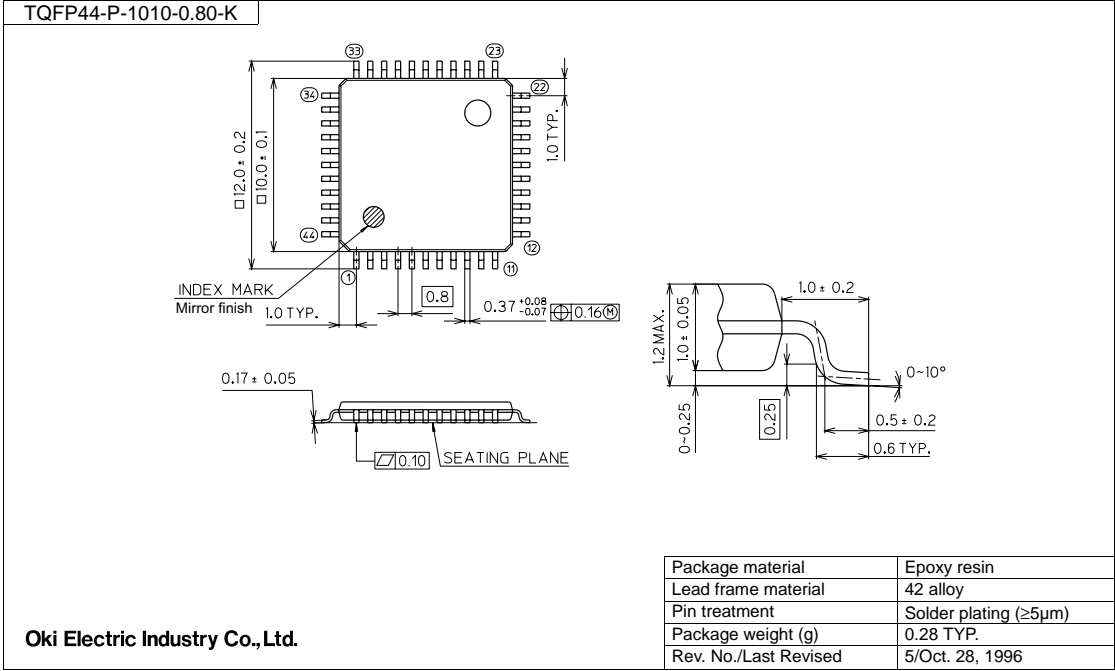 TQFP44-P-1010-0.80-K
33
23
34
22
1.0 TYP.
□12.0± 0.2
□10.0± 0.1
44
12
1
11
INDEX MARK
Mirror finish
1.0 TYP.
0.8
0.37 +0.08 -0.07
⌖ 0.16Ⓜ
1.2 MAX.
1.0± 0.05
1.0± 0.2
0~10°
0~0.25
0.25
0.5± 0.2
0.6 TYP.
0.17± 0.05
▱ 0.10
SEATING PLANE
Package material Epoxy resin
Lead frame material 42 alloy
Pin treatment Solder plating (≥5μm)
Package weight (g) 0.28 TYP.
Rev. No./Last Revised 5/Oct. 28, 1996
Oki Electric Industry Co., Ltd.